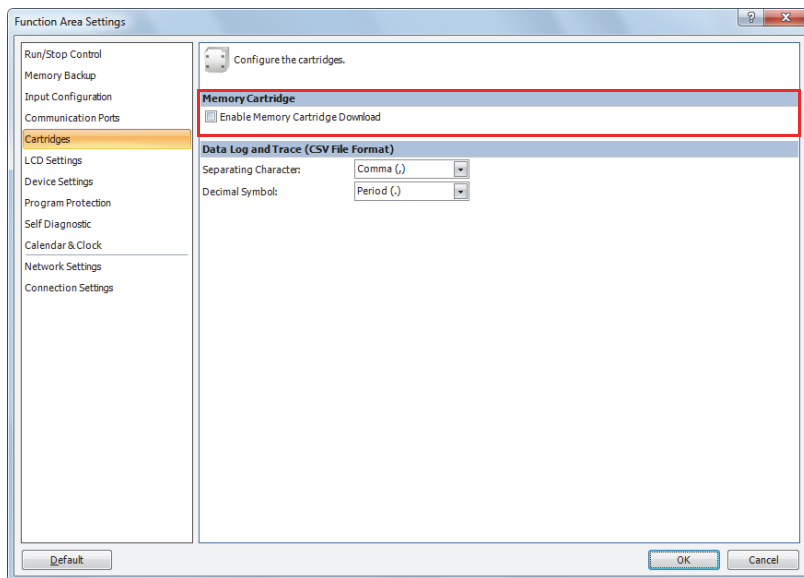 Function Area Settings
Run/Stop Control
Memory Backup
Input Configuration
Communication Ports
Cartridges
LCD Settings
Device Settings
Program Protection
Self Diagnostic
Calendar & Clock
Network Settings
Connection Settings
Configure the cartridges.
Memory Cartridge
Enable Memory Cartridge Download
Data Log and Trace (CSV File Format)
Separating Character: Comma (,)
Decimal Symbol: Period (.)
Default
OK
Cancel